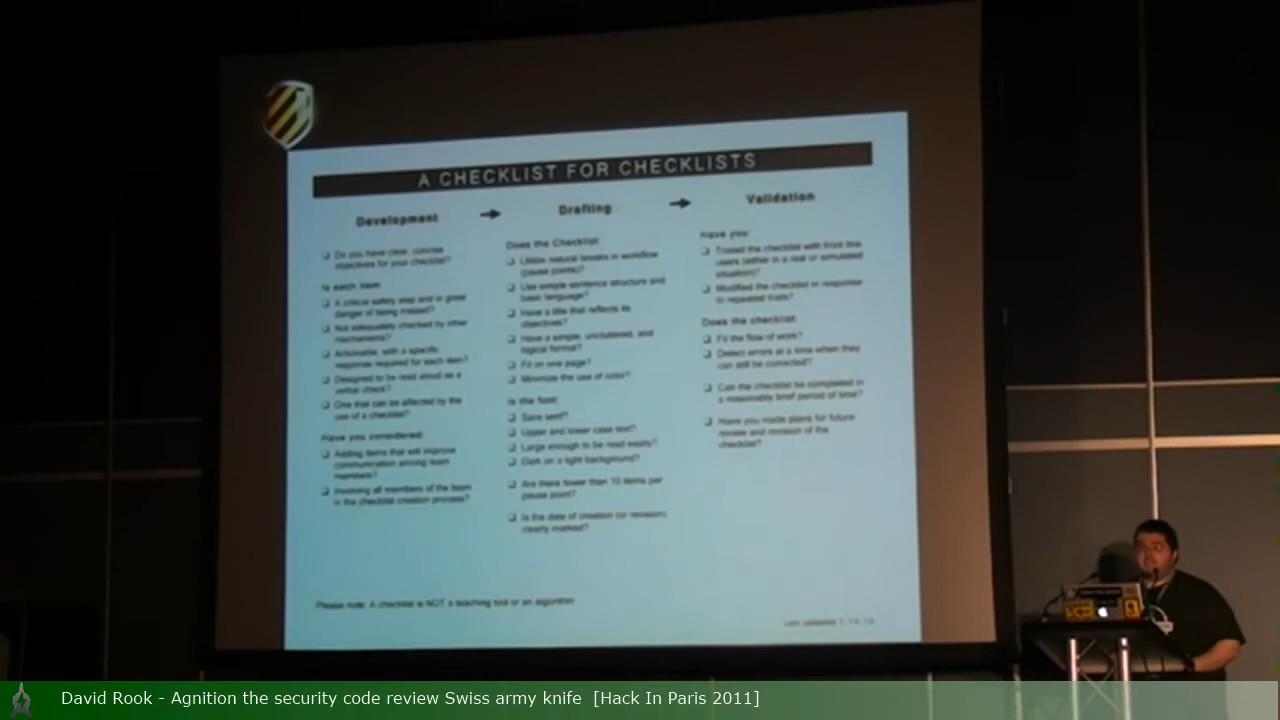 A CHECKLIST FOR CHECKLISTS
Development
Do you have clear, concise
objectives for your checklist?
Is each item:
A critical safety step and in great
danger of being missed?
Not adequately checked by other
mechanisms?
Actionable, with a specific
response required for each item?
Designed to be read aloud as a
verbal check?
One that can be affected by the
use of a checklist?
Have you considered:
Adding items that will improve
communication among team
members?
Involving all members of the team
in the checklist creation process?
Drafting
Does the Checklist:
Utilize natural breaks in workflow
(pause points)?
Use simple sentence structure and
basic language?
Have a title that reflects its
objectives?
Have a simple, uncluttered, and
logical format?
Fit on one page?
Minimize the use of color?
Is the font:
Sans serif?
Upper and lower case text?
Large enough to be read easily?
Dark on a light background?
Are there fewer than 10 items per
pause point?
Is the date of creation (or revision)
clearly marked?
Validation
Have you:
Trialed the checklist with front line
users (either in a real or simulated
situation)?
Modified the checklist in response
to repeated trials?
Does the checklist:
Fit the flow of work?
Detect errors at a time when they
can still be corrected?
Can the checklist be completed in
a reasonably brief period of time?
Have you made plans for future
review and revision of the
checklist?
Please note: A checklist is NOT a teaching tool or an algorithm
Last updated
David Rook - Agnition the security code review Swiss army knife [Hack In Paris 2011]